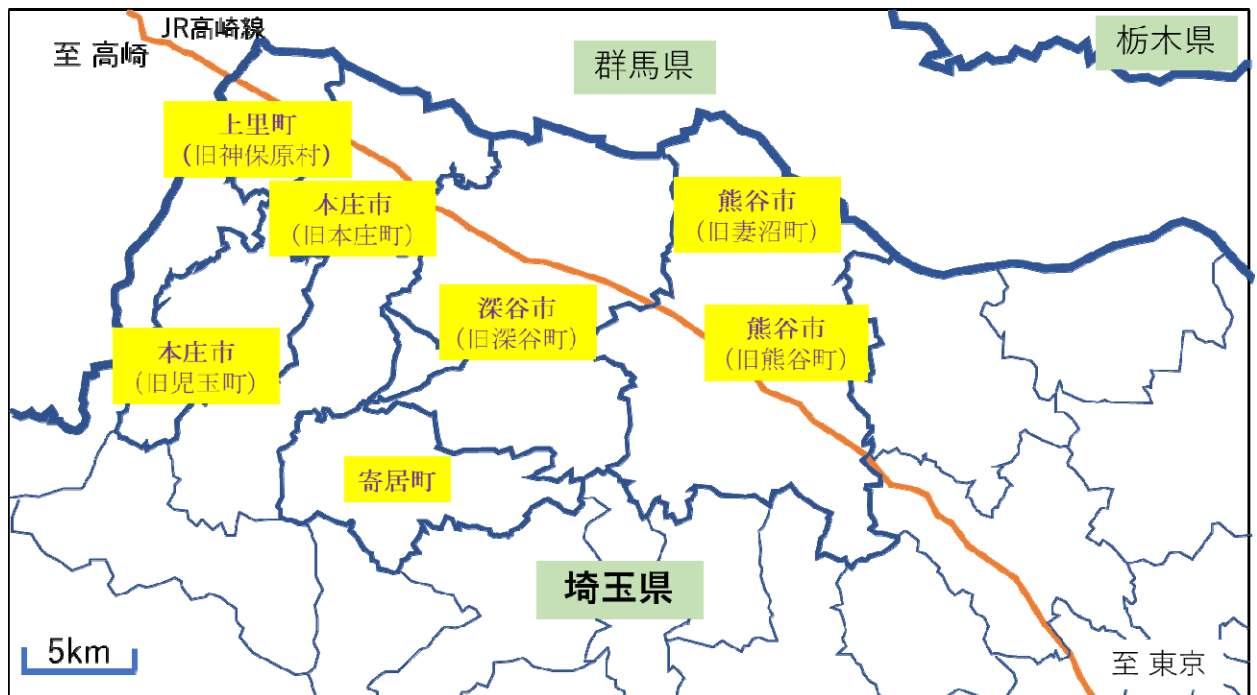 JR高崎線
至 高崎
群馬県
栃木県
上里町
(旧神保原村)
本庄市
(旧本庄町)
熊谷市
(旧妻沼町)
深谷市
(旧深谷町)
熊谷市
(旧熊谷町)
本庄市
(旧児玉町)
寄居町
埼玉県
5km
至 東京